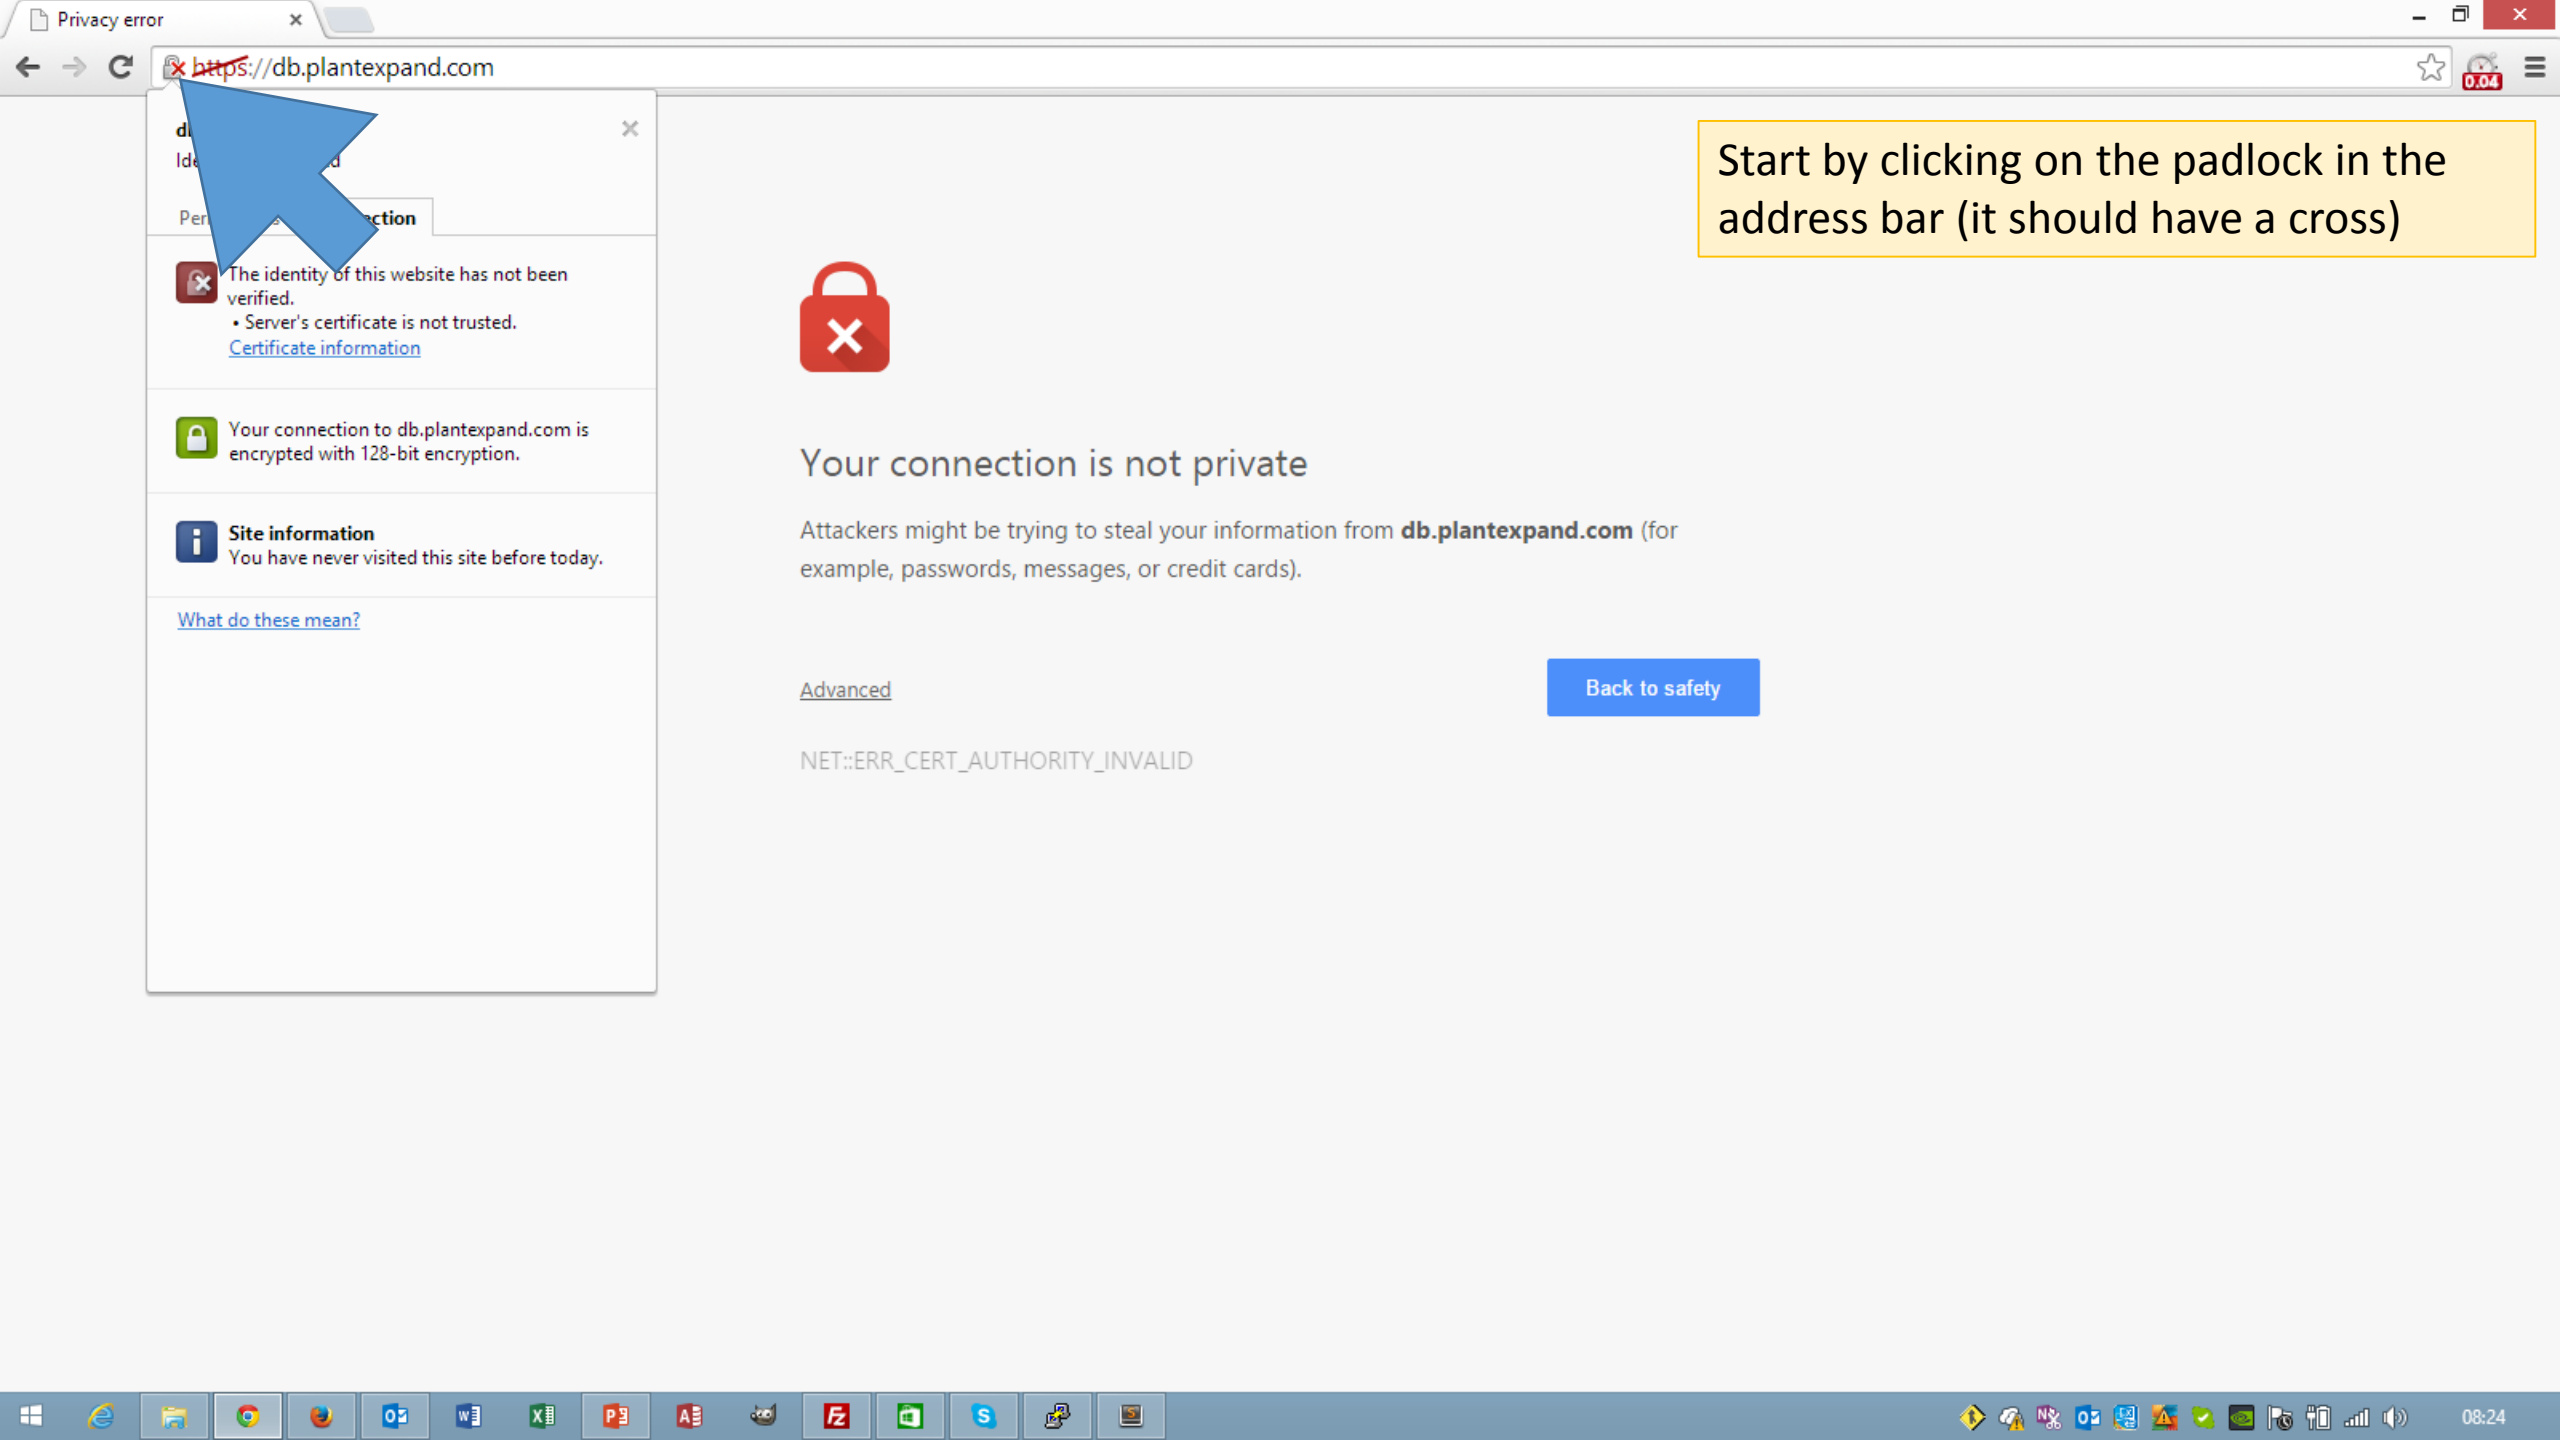 Privacy error
https://db.plantexpand.com
0.04
Start by clicking on the padlock in the
address bar (it should have a cross)
The identity of this website has not been
verified.
• Server's certificate is not trusted.
Certificate information
Your connection to db.plantexpand.com is
encrypted with 128-bit encryption.
Site information
You have never visited this site before today.
What do these mean?
Your connection is not private
Attackers might be trying to steal your information from db.plantexpand.com (for
example, passwords, messages, or credit cards).
Advanced
Back to safety
NET::ERR_CERT_AUTHORITY_INVALID
08:24